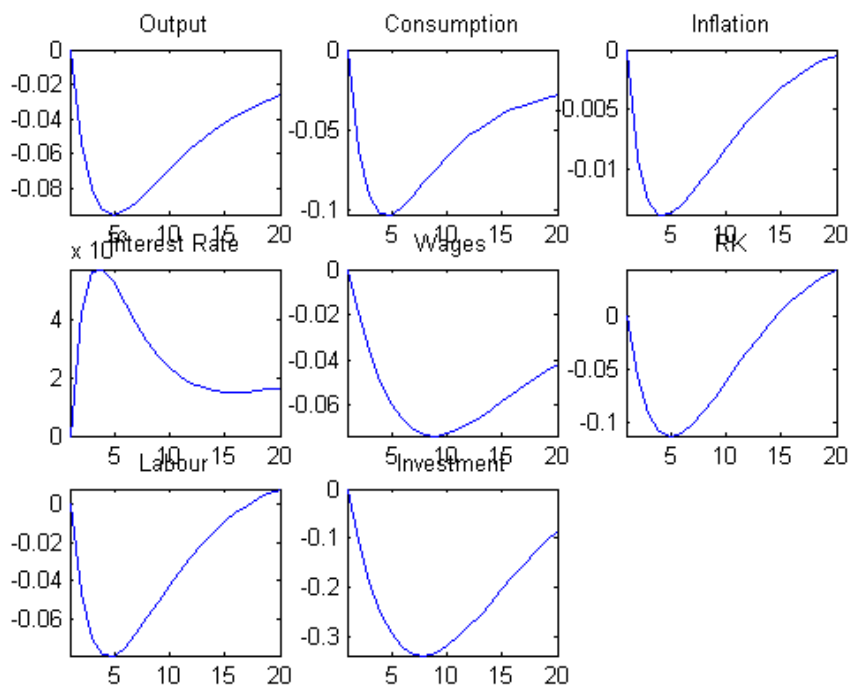 Output Consumption Inflation
0 0 0
-0.02
-0.04 -0.05 -0.005
-0.06
-0.08 -0.01
-0.1
5 10 15 20 5 10 15 20 5 10 15 20
x 10 Interest Rate Wages RK
0
4 -0.02 0
2 -0.04 -0.05
-0.06 -0.1
0
5 10 15 20 5 10 15 20 5 10 15 20
Labour Investment
0 0
-0.02 -0.1
-0.04 -0.2
-0.06 -0.3
5 10 15 20 5 10 15 20